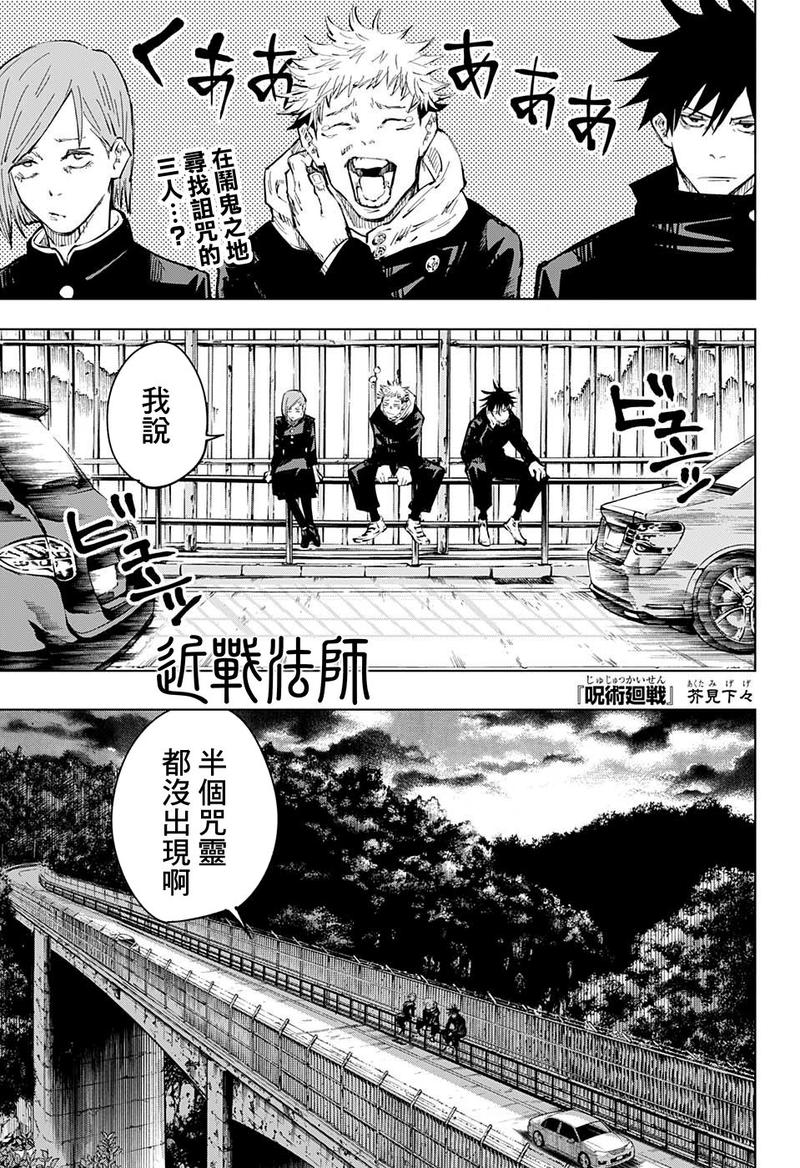 くあああああ
在鬧鬼之地
尋找詛咒的
三人…?
我說
ビューッ
ビューッ
近戰法師
じゅじゅつかいせん
『呪術廻戦』
あくたみげげ
芥見下々
半個咒靈
都沒出現啊